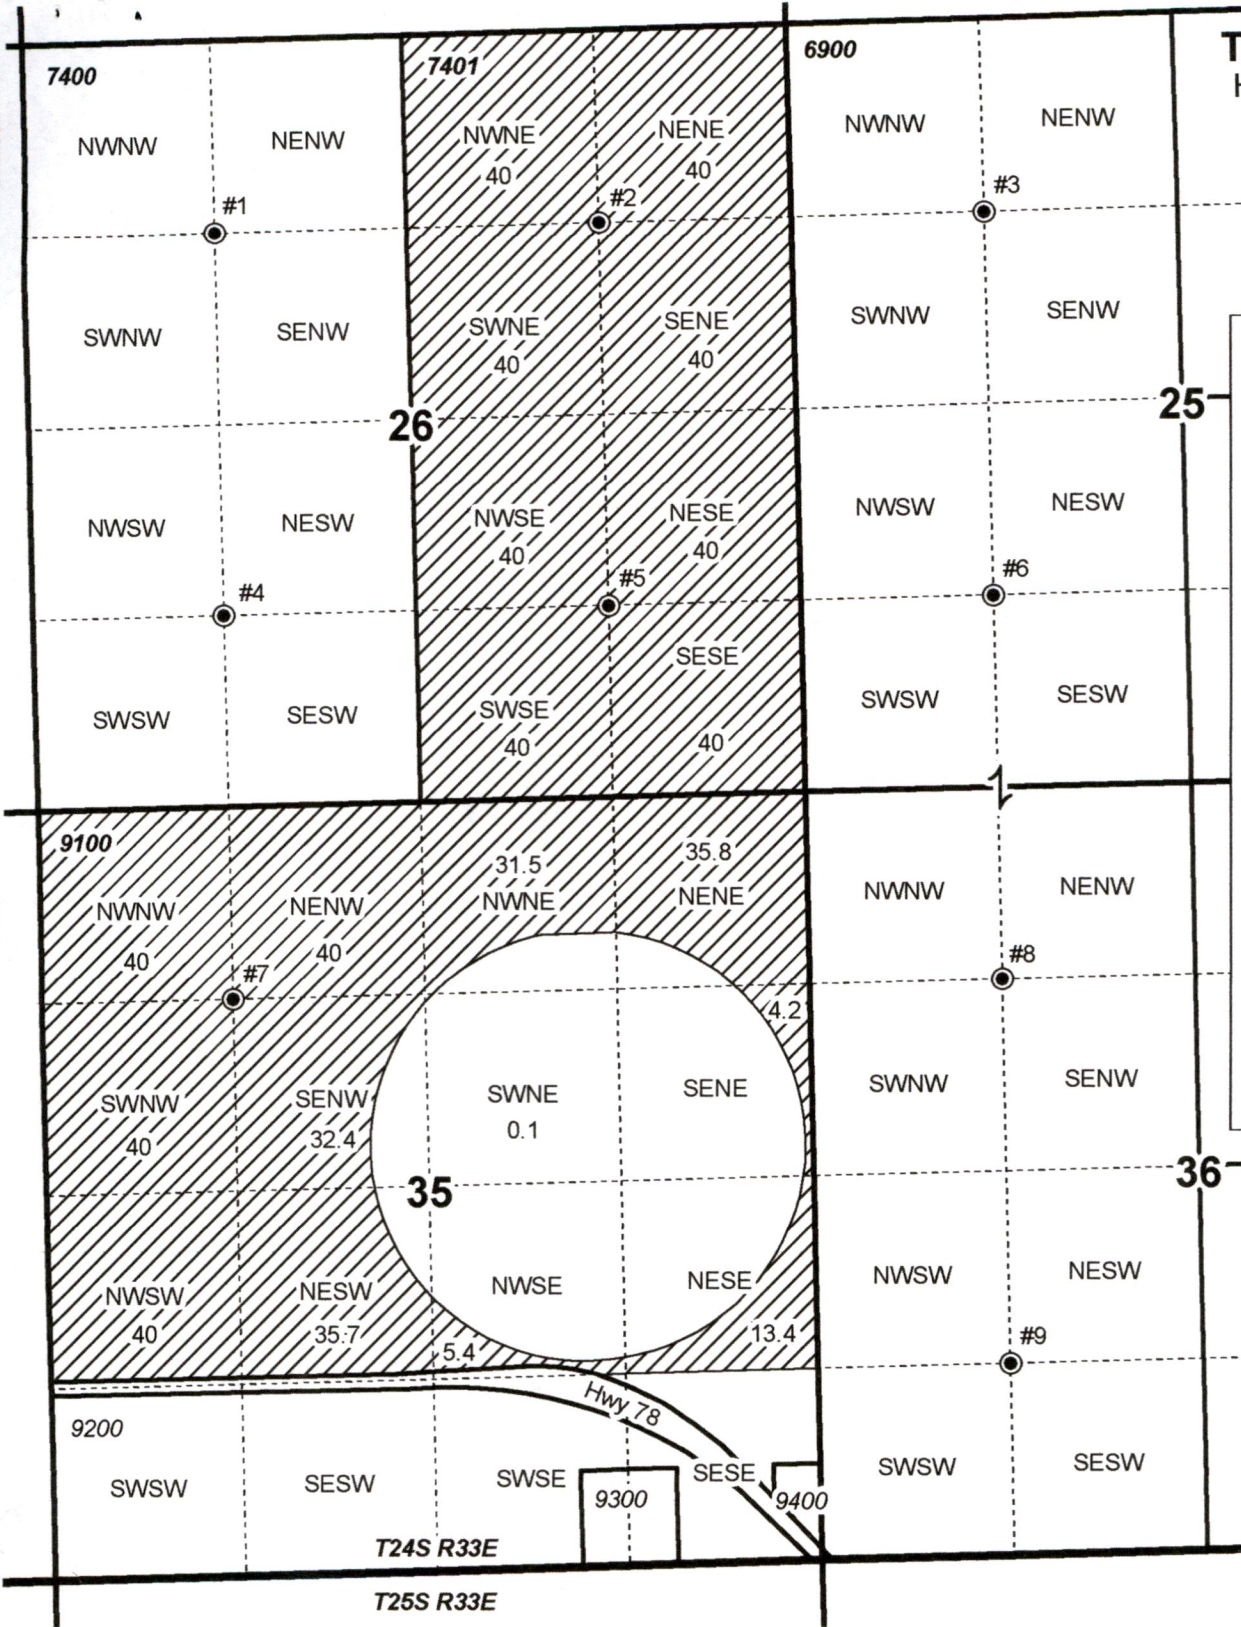 7400
7401
6900
T
H
NWNW
NENW
NWNE
40
NENE
40
NWNW
NENW
#1
#2
#3
SWNW
SENW
SWNE
40
SENE
40
SWNW
SENW
26
25
NWSW
NESW
NWSE
40
NESE
40
NWSW
NESW
#4
#5
#6
SWSW
SESW
SWSE
40
SESE
40
SWSW
SESW
9100
NWNW
40
NENW
40
31.5
NWNE
35.8
NENE
NWNW
NENW
#7
4.2
#8
SWNW
40
SENW
32.4
SWNE
0.1
SENE
SWNW
SENW
35
36
NWSW
40
NESW
35.7
5.4
NWSE
NESE
13.4
NWSW
NESW
#9
Hwy 78
9200
SWSW
SESW
SWSE
9300
SESE
9400
SWSW
SESW
T24S R33E
T25S R33E